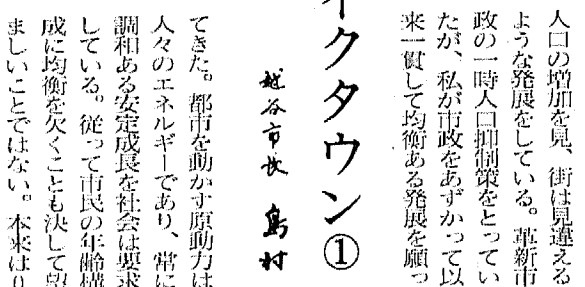 人口の増加を見、街は見違える
ような発展をしている。革新市
政の一時人口抑制策をとってい
たが、私が市政をあずかって以
来一貫して均衡ある発展を願っ
イクタウン①
越谷市長 島村
てきた。都市を動かす原動力は
人々のエネルギーであり、常に
調和ある安定成長を社会は要求
している。従って市民の年齢構
成に均衡を欠くことも決して望
ましいことではない。本来は